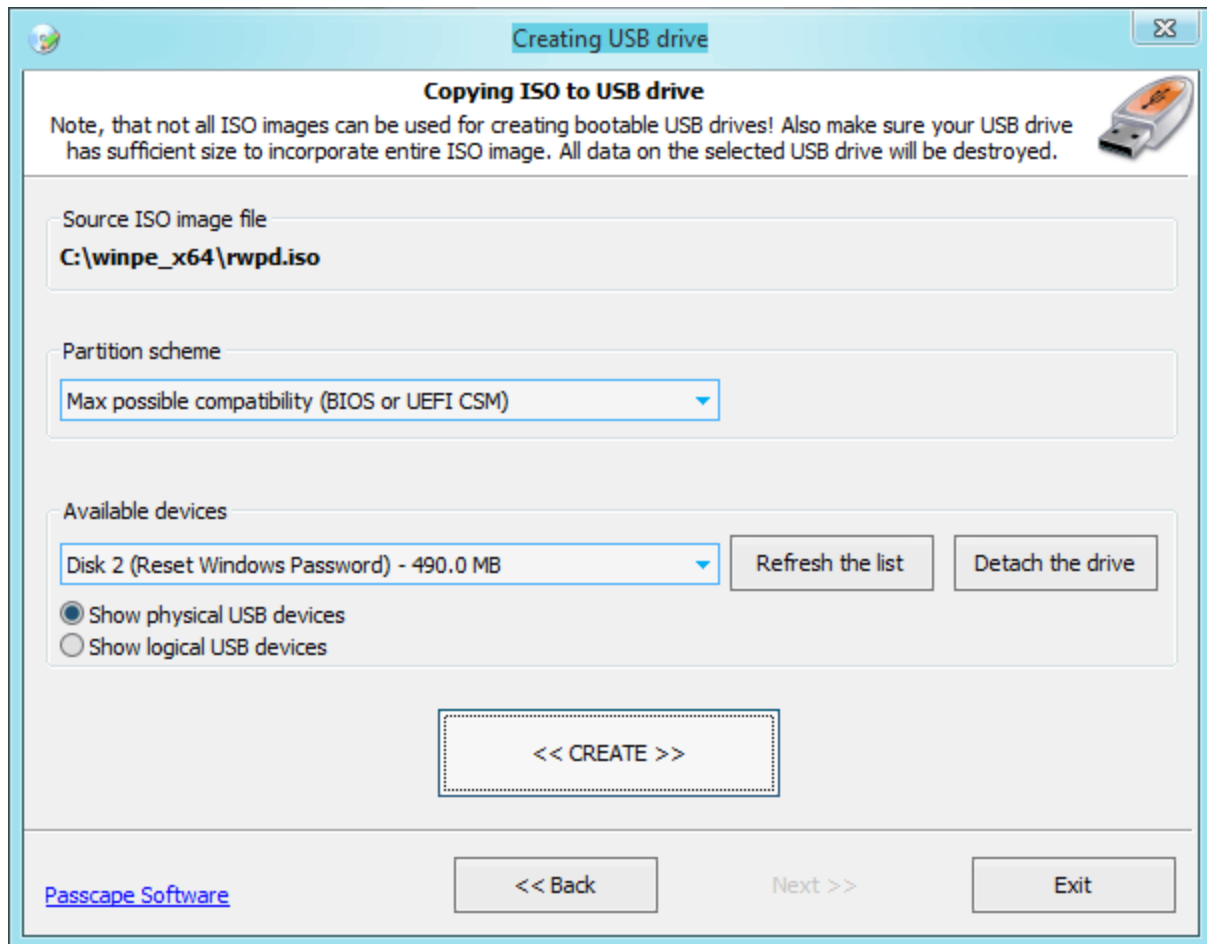 Creating USB drive
Copying ISO to USB drive
Note, that not all ISO images can be used for creating bootable USB drives! Also make sure your USB drive
has sufficient size to incorporate entire ISO image. All data on the selected USB drive will be destroyed.
Source ISO image file
C:\winpe_x64\rwpd.iso
Partition scheme
Max possible compatibility (BIOS or UEFI CSM)
Available devices
Disk 2 (Reset Windows Password) - 490.0 MB
Refresh the list
Detach the drive
Show physical USB devices
Show logical USB devices
<< CREATE >>
Passcape Software
<< Back
Next >>
Exit